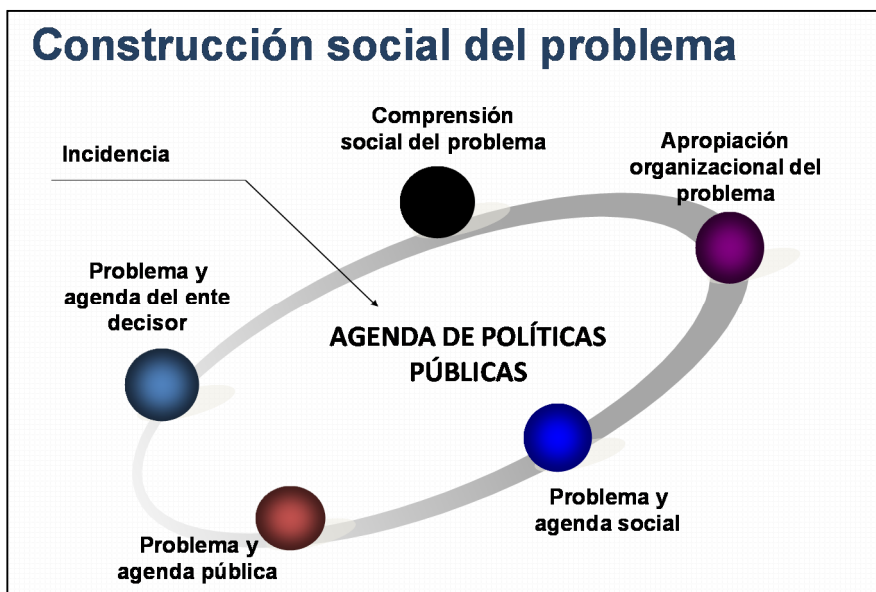 Construcción social del problema
Comprensión
social del problema
Incidencia
Apropiación
organizacional del
problema
Problema y
agenda del ente
decisor
AGENDA DE POLÍTICAS
PÚBLICAS
Problema y
agenda social
Problema y
agenda pública